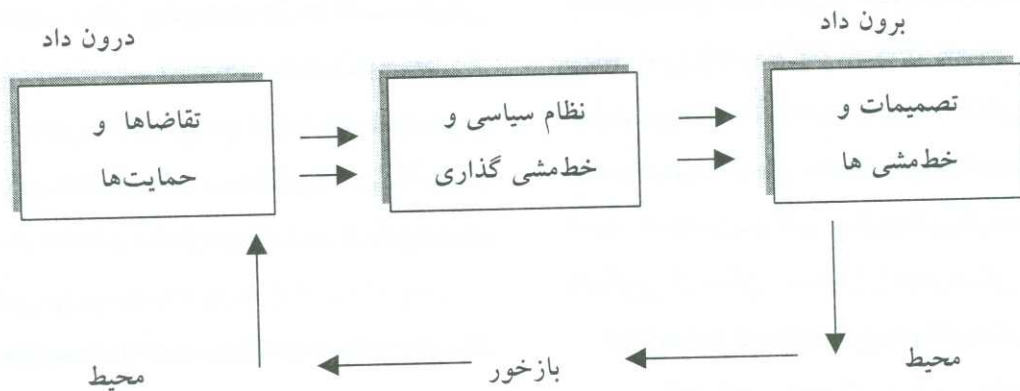 برون داد
درون داد
تقاضاها و
حمایت‌ها
نظام سیاسی و
خط‌مشی گذاری
تصمیمات و
خط‌مشی ها
محیط
بازخور
محیط